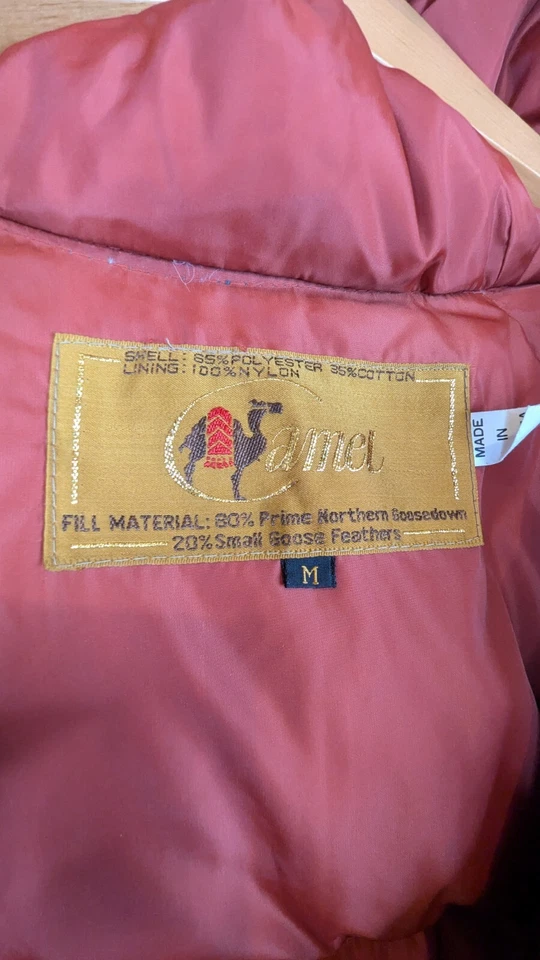 SHELL: 65% POLYESTER 35% COTTON
LINING: 100% NYLON
Camel
FILL MATERIAL: 80% Prime Northern Goosedown
20% Small Goose Feathers
M
MADE
IN